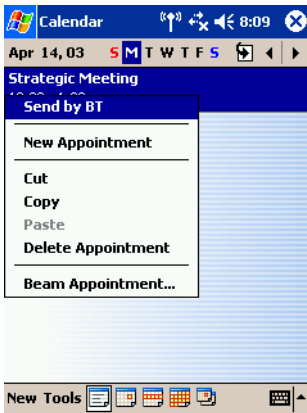 Calendar 8:09
Apr 14, 03 S M T W T F S
Strategic Meeting
Send by BT
New Appointment
Cut
Copy
Paste
Delete Appointment
Beam Appointment...
New Tools